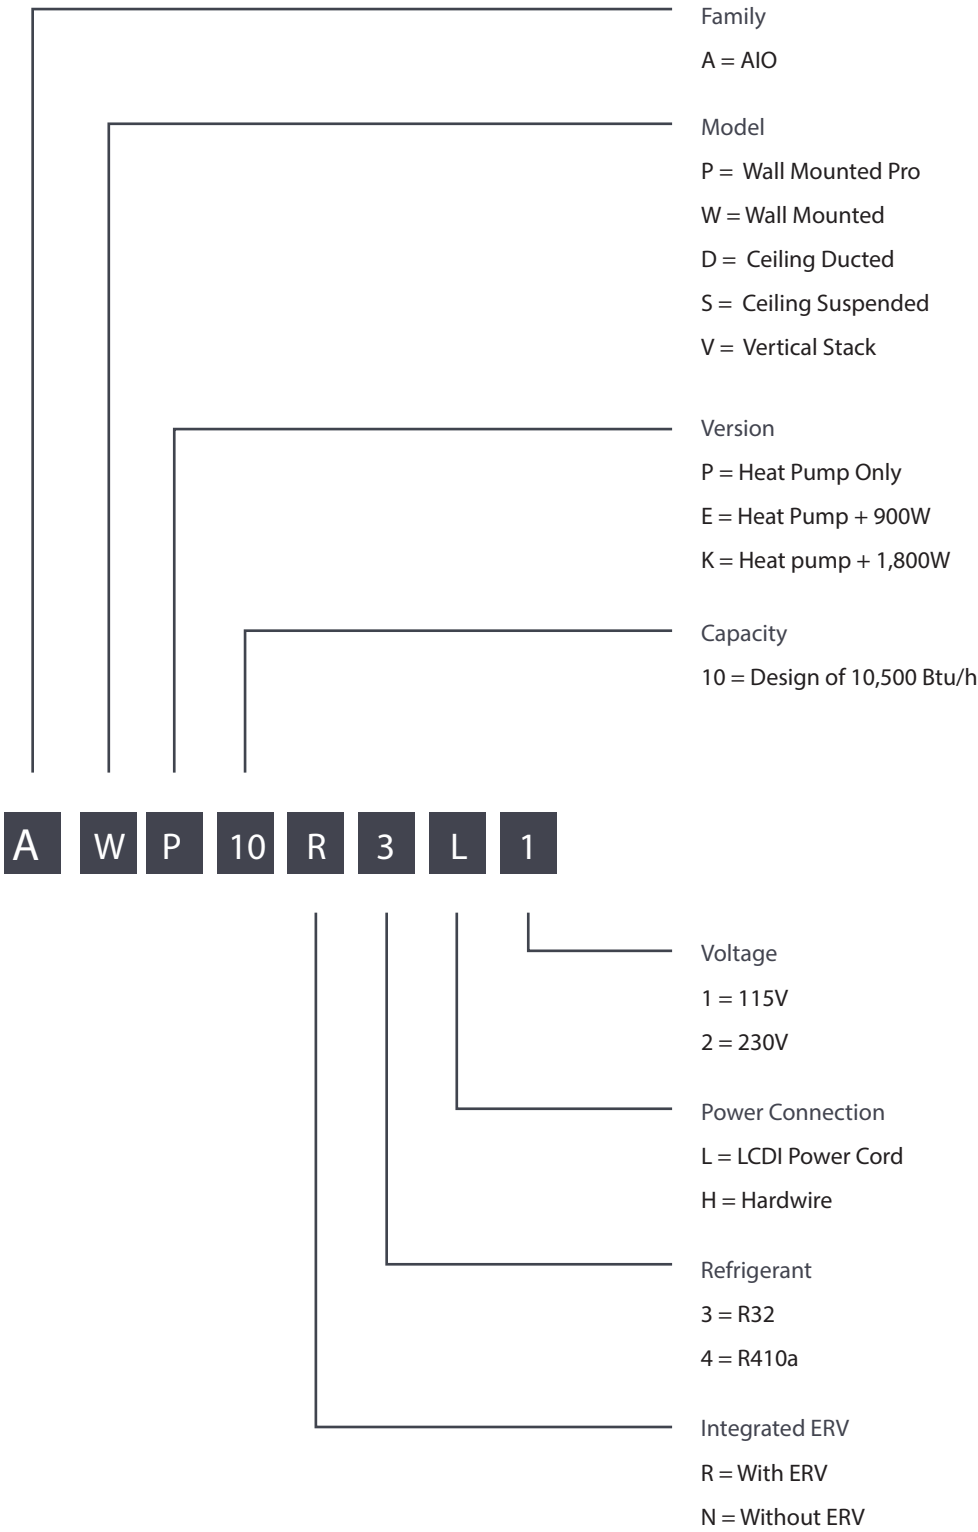 Family
A = AIO
Model
P = Wall Mounted Pro
W = Wall Mounted
D = Ceiling Ducted
S = Ceiling Suspended
V = Vertical Stack
Version
P = Heat Pump Only
E = Heat Pump + 900W
K = Heat pump + 1,800W
Capacity
10 = Design of 10,500 Btu/h
A W P 10 R 3 L 1
Voltage
1 = 115V
2 = 230V
Power Connection
L = LCDI Power Cord
H = Hardwire
Refrigerant
3 = R32
4 = R410a
Integrated ERV
R = With ERV
N = Without ERV